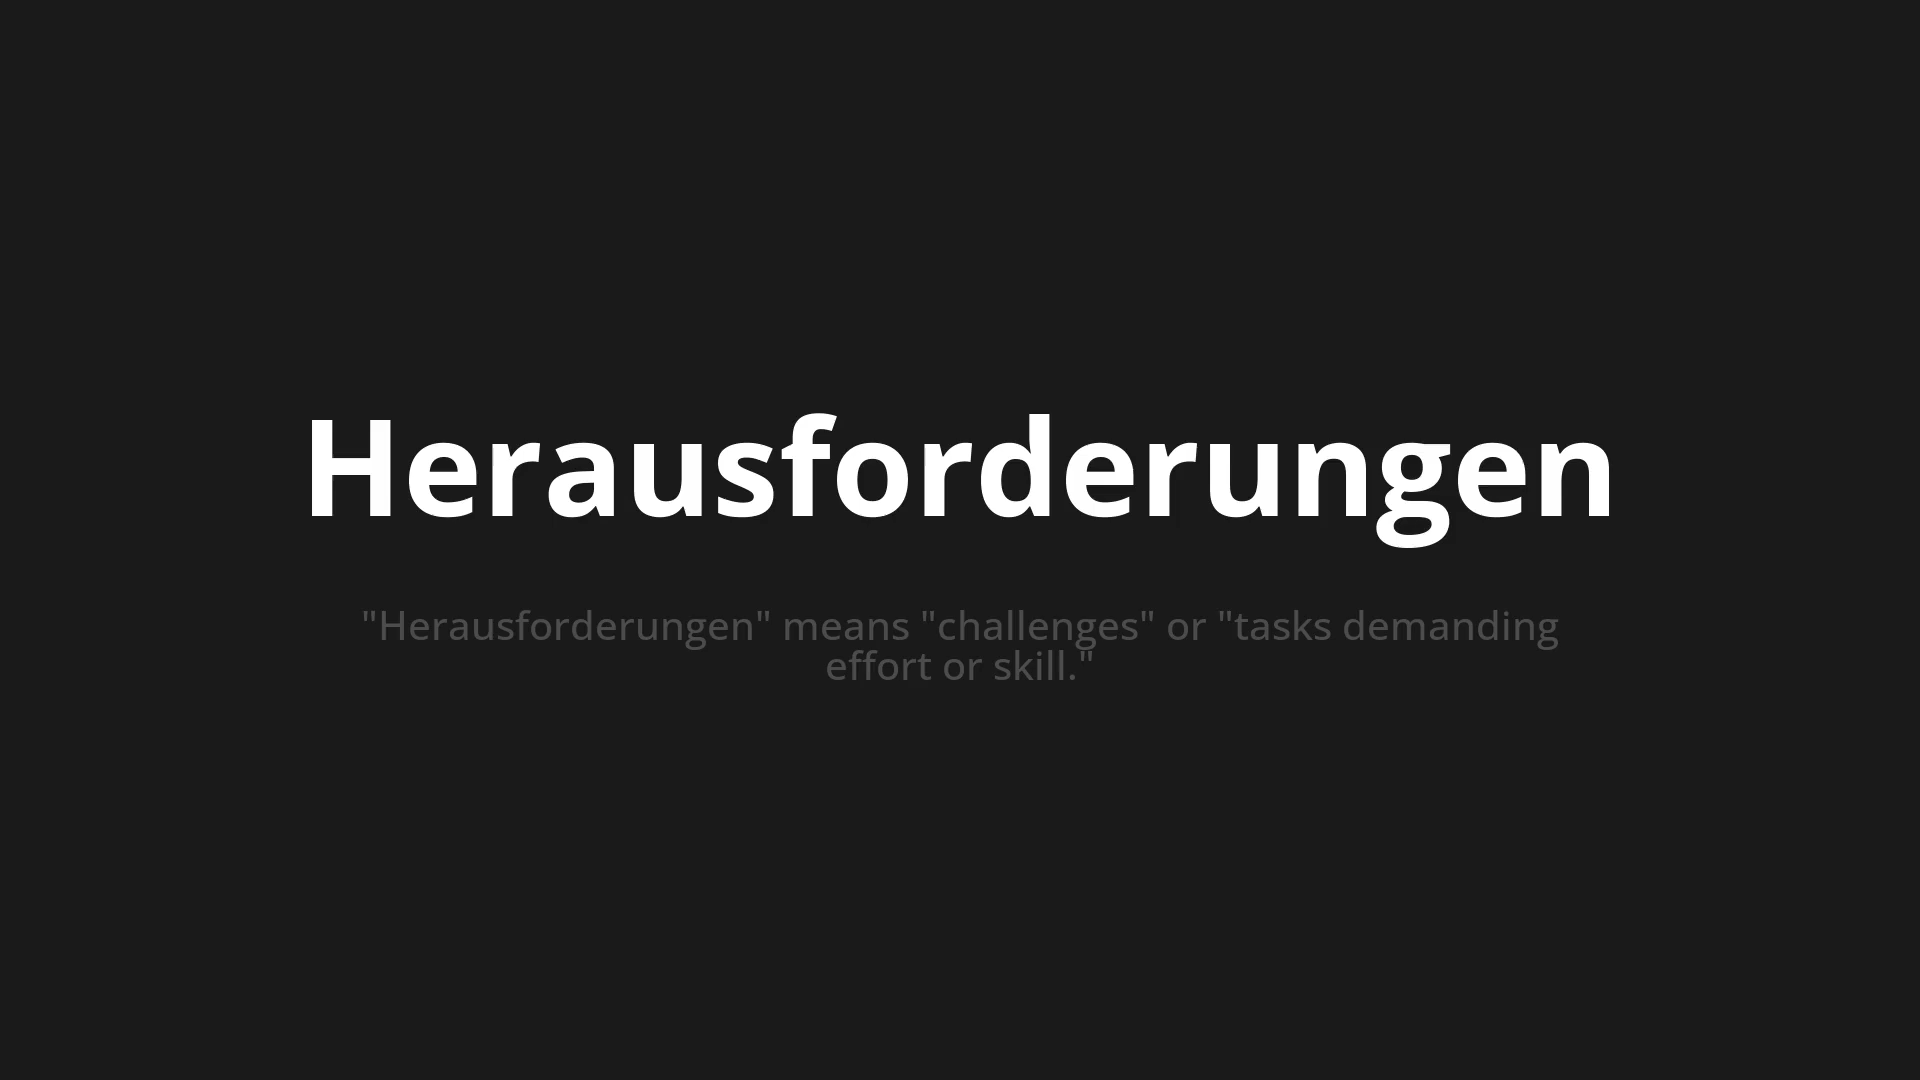 Herausforderungen
"Herausforderungen" means "challenges" or "tasks demanding
effort or skill."